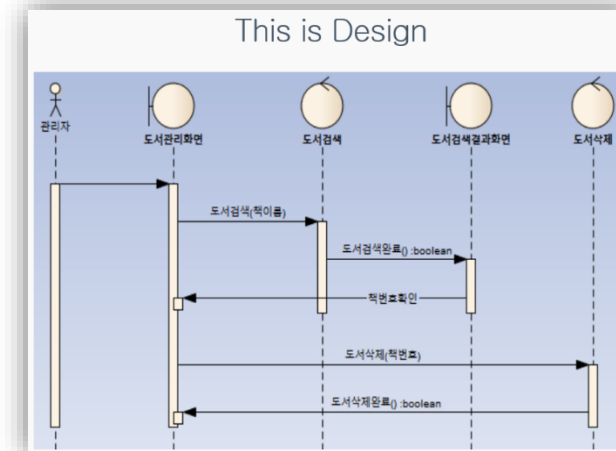 This is Design
관리자
도서관리화면
도서검색
도서검색결과화면
도서삭제
도서검색(책이름)
도서검색완료() :boolean
책번호확인
도서삭제(책번호)
도서삭제완료() :boolean